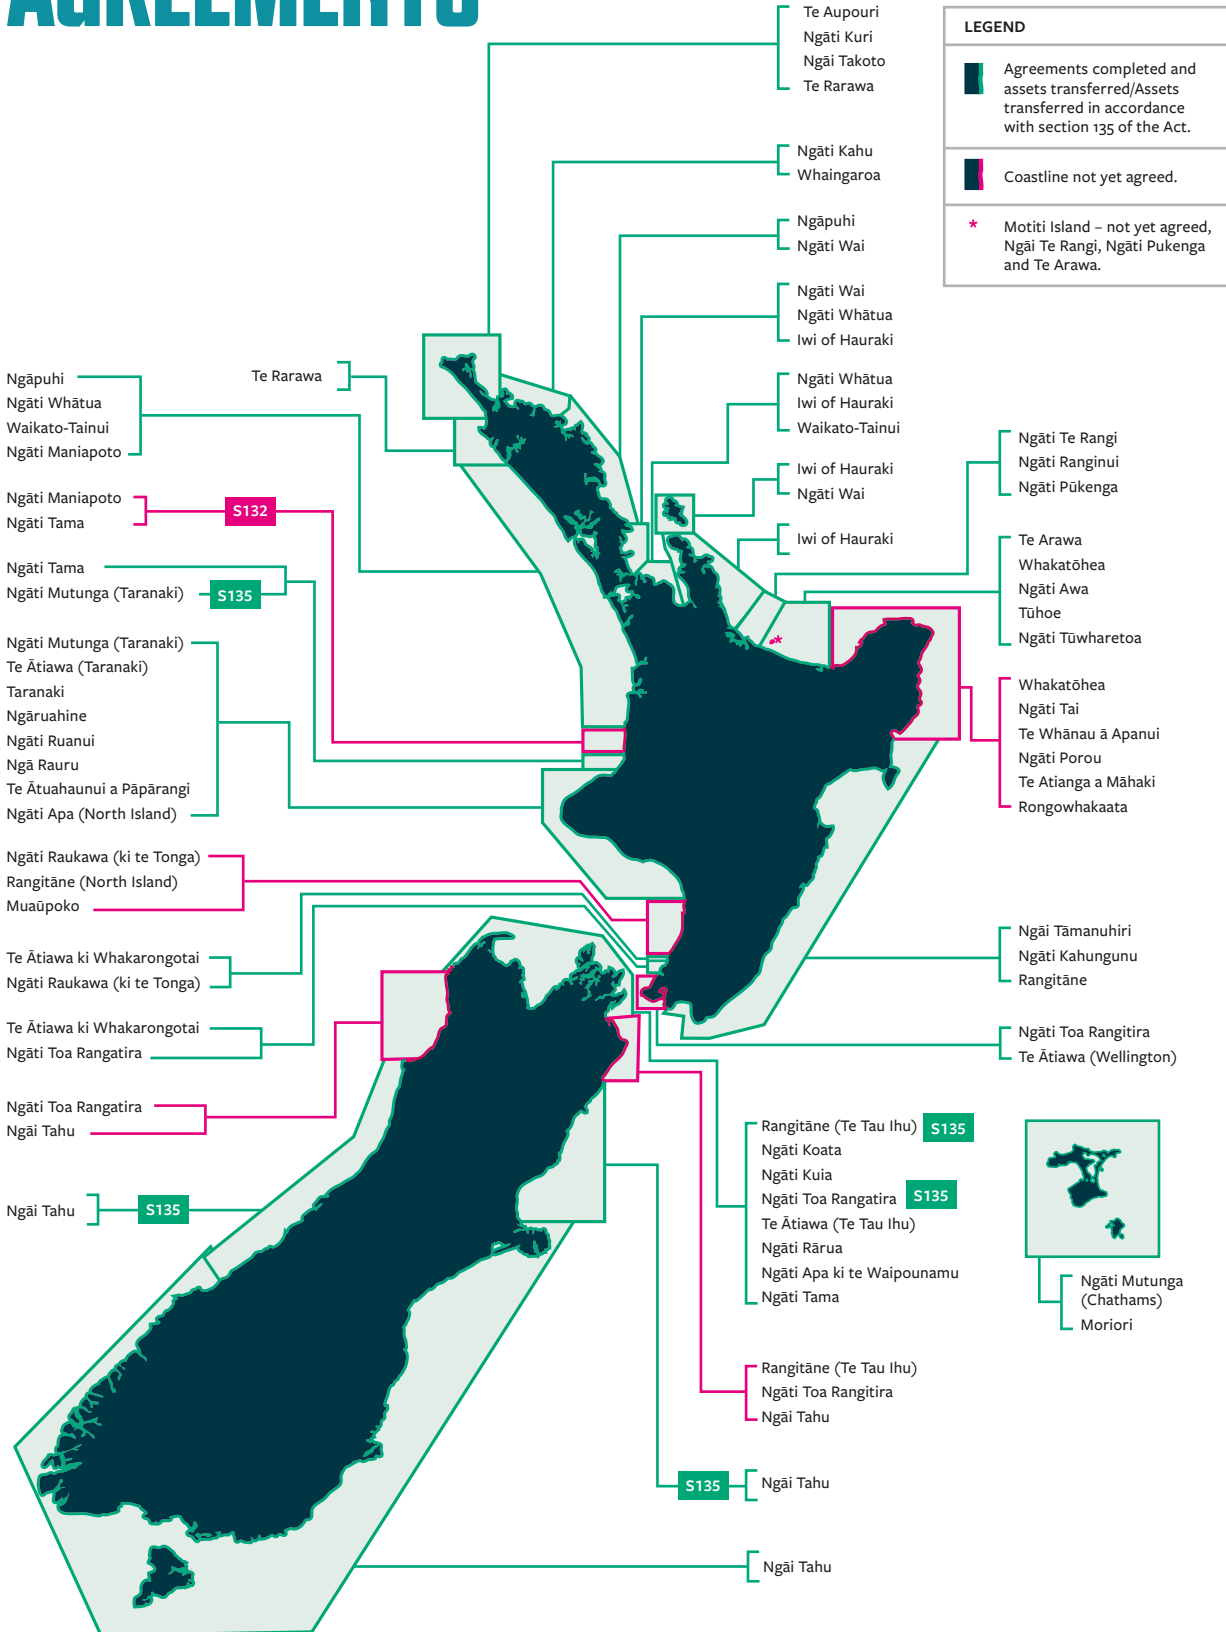 AGREEMENTS
Te Aupouri
Ngāti Kuri
Ngāi Takoto
Te Rarawa
Ngāti Kahu
Whaingaroa
Ngāpuhi
Ngāti Wai
Ngāti Wai
Ngāti Whātua
Iwi of Hauraki
Ngāti Whātua
Iwi of Hauraki
Waikato-Tainui
Iwi of Hauraki
Ngāti Wai
Iwi of Hauraki
LEGEND
Agreements completed and
assets transferred/Assets
transferred in accordance
with section 135 of the Act.
Coastline not yet agreed.
* Motiti Island – not yet agreed,
Ngāi Te Rangi, Ngāti Pukenga
and Te Arawa.
Te Rarawa
Ngāpuhi
Ngāti Whātua
Waikato-Tainui
Ngāti Maniapoto
Ngāti Maniapoto
Ngāti Tama
S132
Ngāti Tama
Ngāti Mutunga (Taranaki)
S135
Ngāti Mutunga (Taranaki)
Te Ātiawa (Taranaki)
Taranaki
Ngāruahine
Ngāti Ruanui
Ngā Rauru
Te Ātuahaunui a Pāpārangi
Ngāti Apa (North Island)
Ngāti Raukawa (ki te Tonga)
Rangitāne (North Island)
Muaūpoko
Te Ātiawa ki Whakarongotai
Ngāti Raukawa (ki te Tonga)
Te Ātiawa ki Whakarongotai
Ngāti Toa Rangatira
Ngāti Toa Rangatira
Ngāi Tahu
Ngāi Tahu
S135
Ngāti Te Rangi
Ngāti Ranginui
Ngāti Pūkenga
Te Arawa
Whakatōhea
Ngāti Awa
Tūhoe
Ngāti Tūwharetoa
*
Whakatōhea
Ngāti Tai
Te Whānau ā Apanui
Ngāti Porou
Te Atianga a Māhaki
Rongowhakaata
Ngāi Tāmanuhiri
Ngāti Kahungunu
Rangitāne
Ngāti Toa Rangitira
Te Ātiawa (Wellington)
Rangitāne (Te Tau Ihu) S135
Ngāti Koata
Ngāti Kuia
Ngāti Toa Rangatira S135
Te Ātiawa (Te Tau Ihu)
Ngāti Rārua
Ngāti Apa ki te Waipounamu
Ngāti Tama
Ngāti Mutunga
(Chathams)
Moriori
Rangitāne (Te Tau Ihu)
Ngāti Toa Rangitira
Ngāi Tahu
S135 Ngāi Tahu
Ngāi Tahu